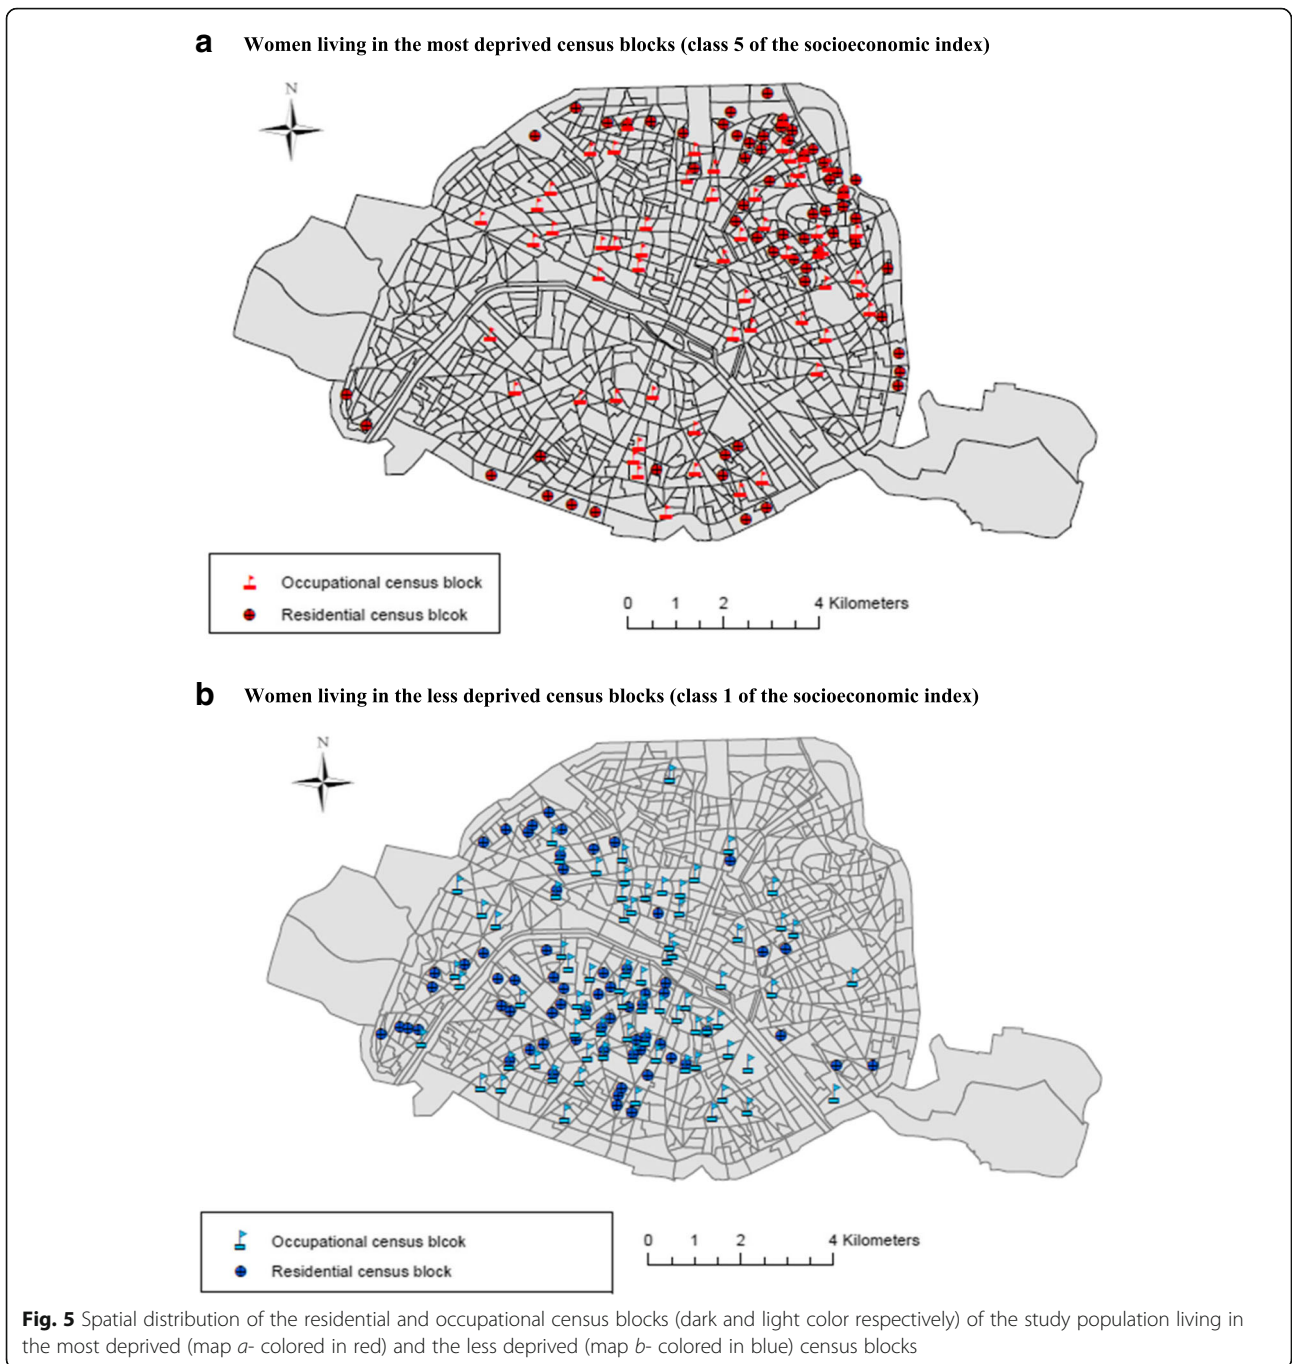 a Women living in the most deprived census blocks (class 5 of the socioeconomic index)
N
Occupational census block
Residential census blcok
0 1 2 4 Kilometers
b Women living in the less deprived census blocks (class 1 of the socioeconomic index)
N
Occupational census blcok
Residential census block
0 1 2 4 Kilometers
Fig. 5 Spatial distribution of the residential and occupational census blocks (dark and light color respectively) of the study population living in
the most deprived (map a- colored in red) and the less deprived (map b- colored in blue) census blocks